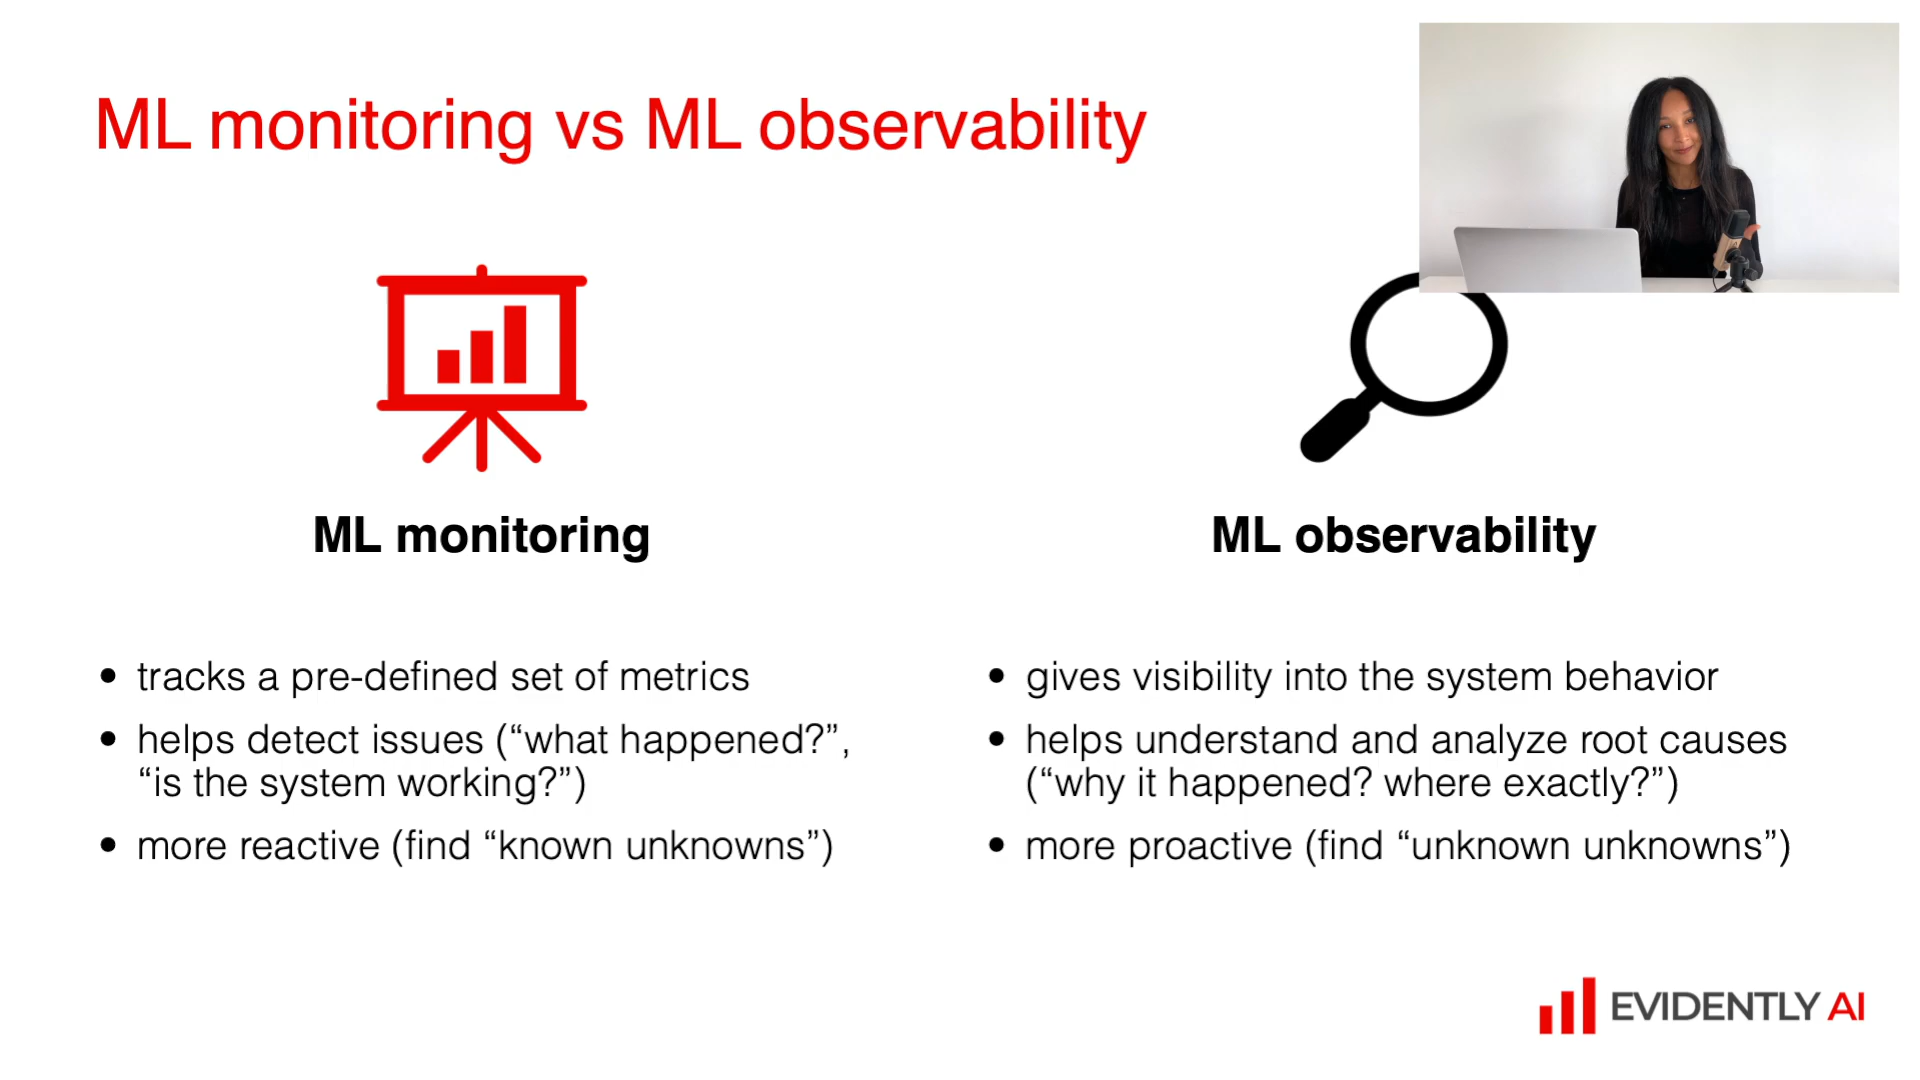 ML monitoring vs ML observability
ML monitoring
• tracks a pre-defined set of metrics
• helps detect issues (“what happened?”,
“is the system working?”)
• more reactive (find “known unknowns”)
ML observability
• gives visibility into the system behavior
• helps understand and analyze root causes
(“why it happened? where exactly?”)
• more proactive (find “unknown unknowns”)
EVIDENTLY AI